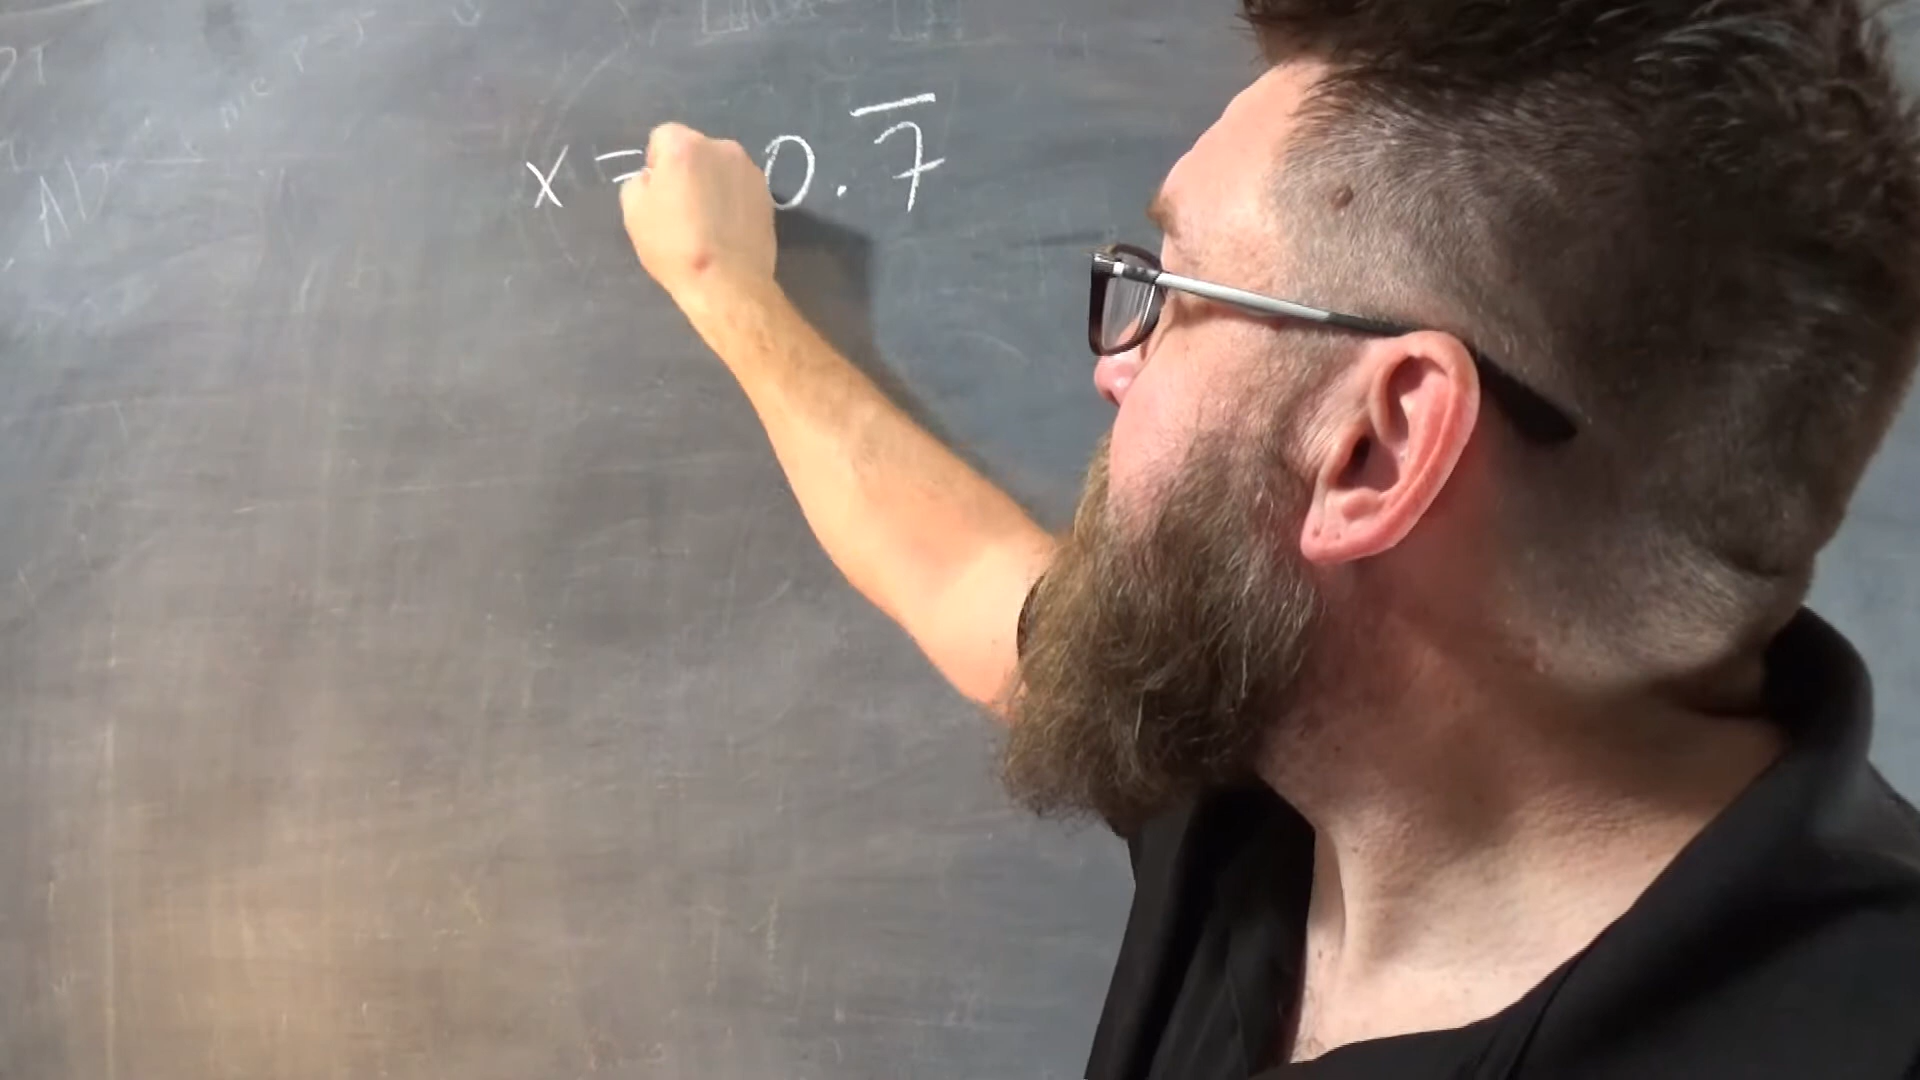 x = 0.7̅